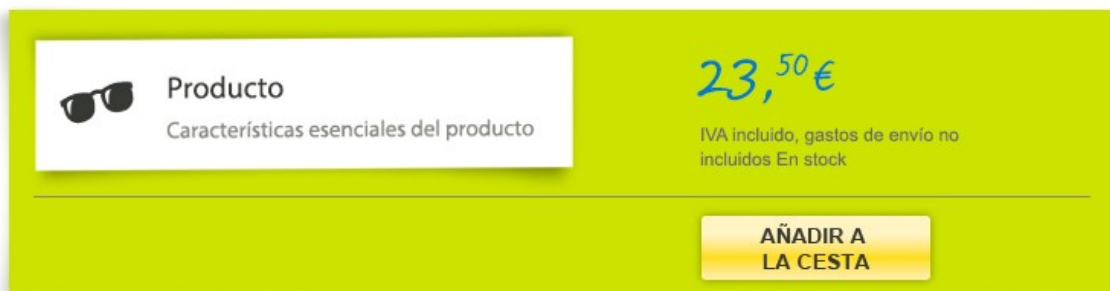 Producto
Características esenciales del producto
23,50 €
IVA incluido, gastos de envío no
incluidos En stock
AÑADIR A
LA CESTA